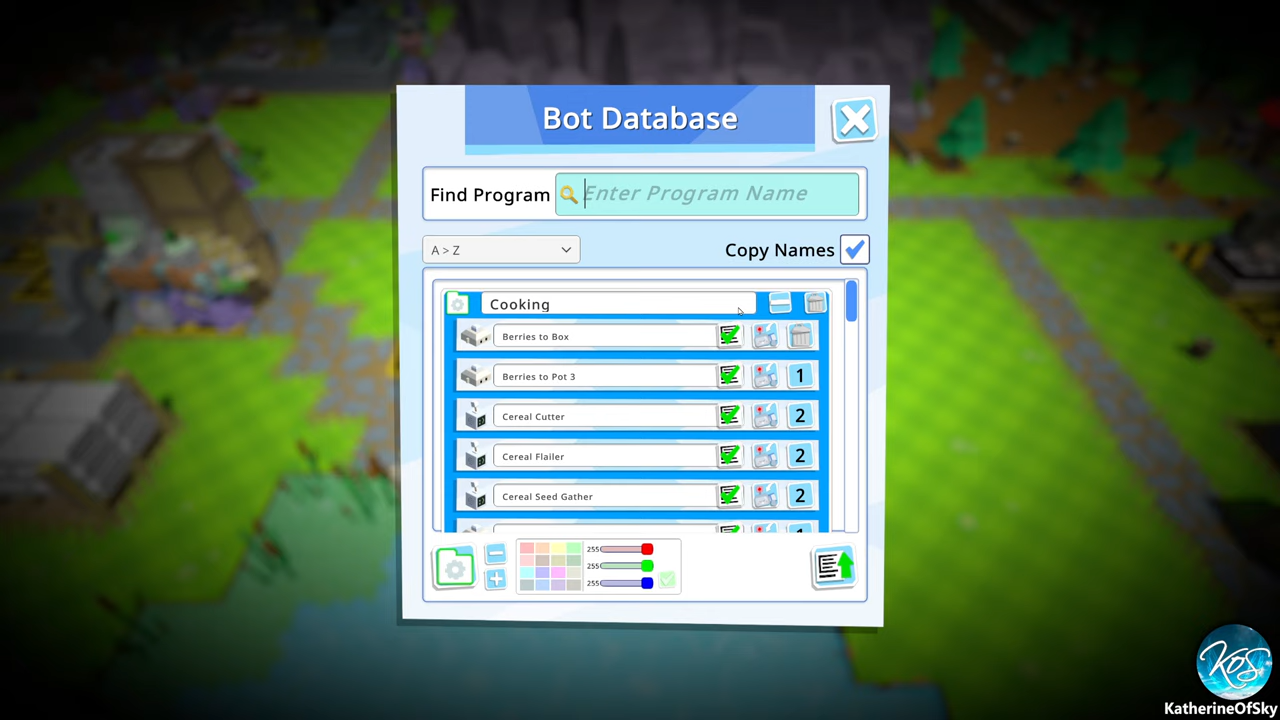 Bot Database
Find Program
Enter Program Name
A > Z
Copy Names
Cooking
Berries to Box
Berries to Pot 3
1
Cereal Cutter
2
Cereal Flailer
2
Cereal Seed Gather
2
255
255
255
KOS
KatherineOfSky